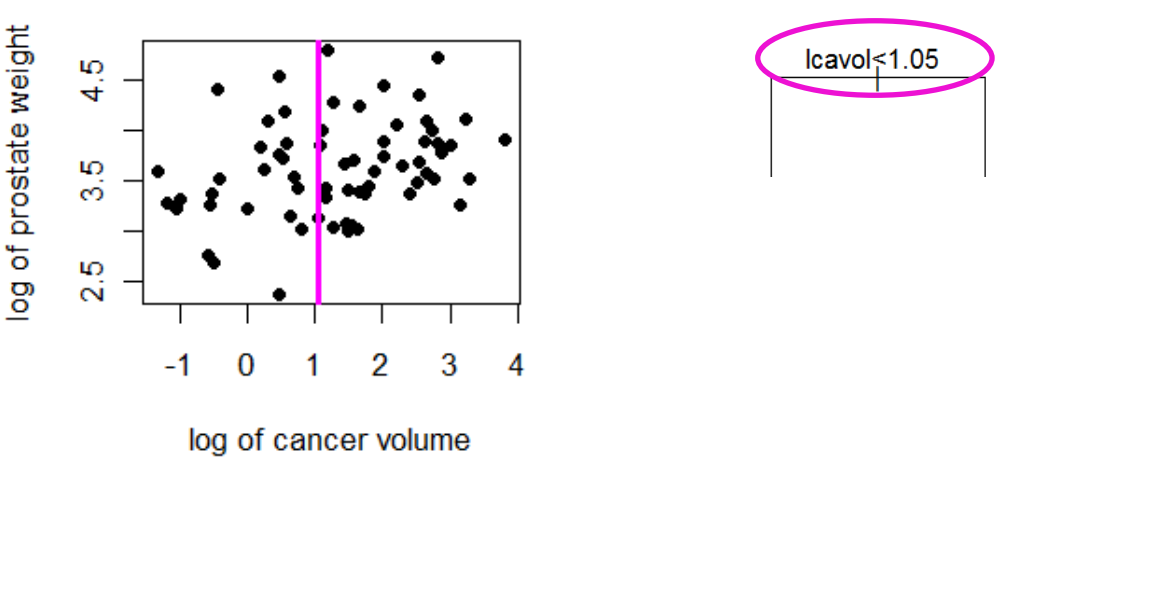 log of prostate weight
4.5
3.5
2.5
-1 0 1 2 3 4
log of cancer volume
lcavol<1.05